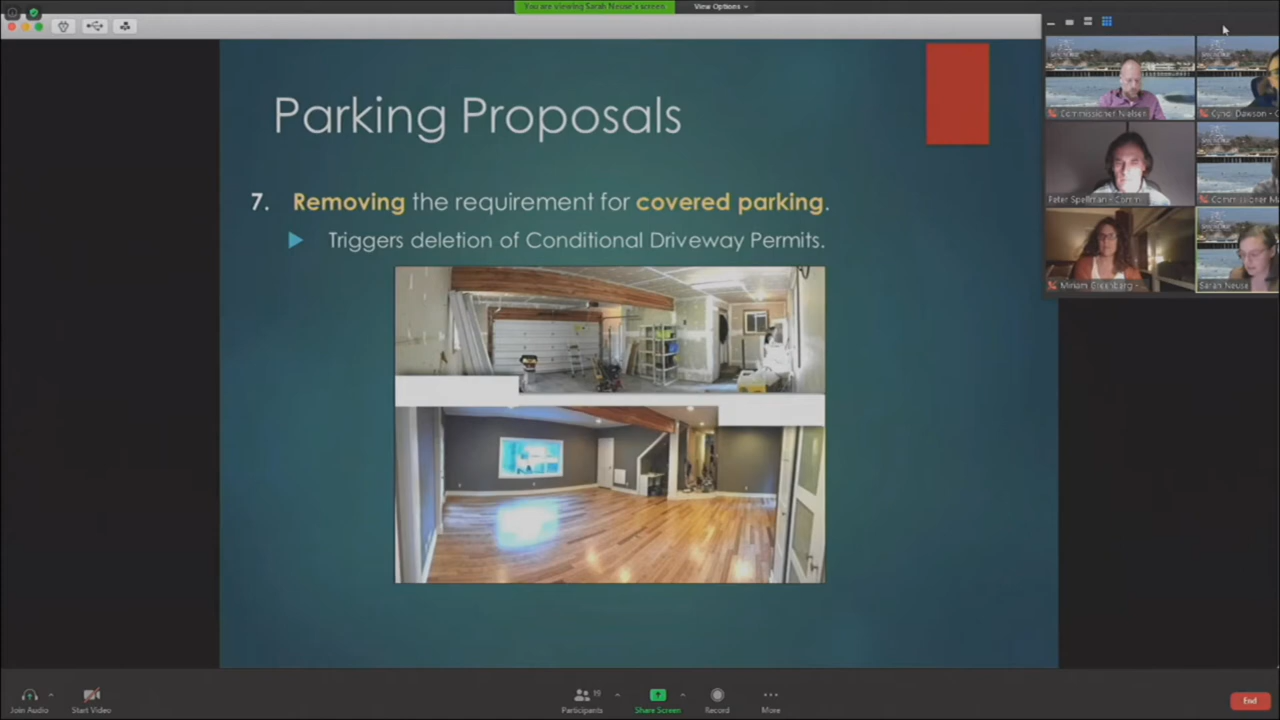 You are viewing Sarah Neuse's screen
View Options
Parking Proposals
7. Removing the requirement for covered parking.
Triggers deletion of Conditional Driveway Permits.
Commissioner Nielsen
Cyndi Dawson - C
Peter Spellman - Comm
Commissioner M
Miriam Greenberg - 
Sarah Neuse
Join Audio
Start Video
Participants
Share Screen
Record
More
End